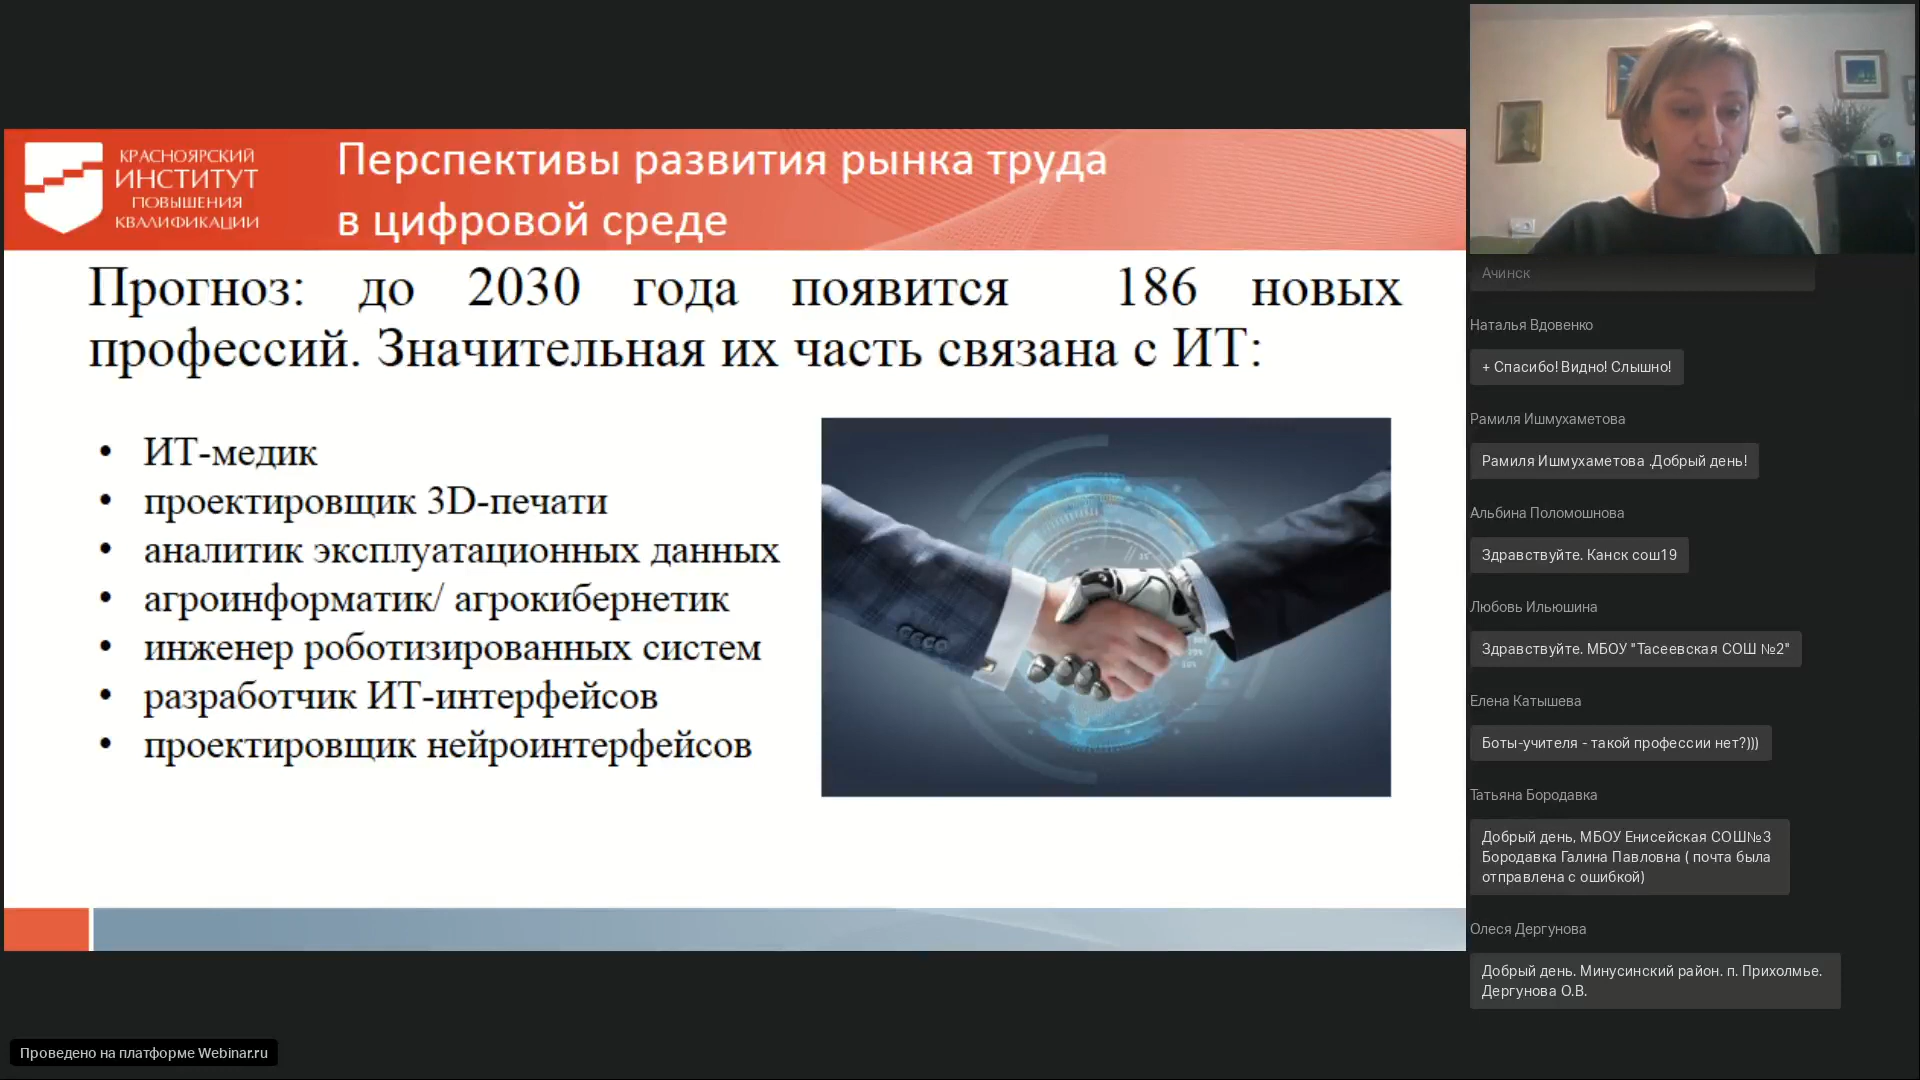 КРАСНОЯРСКИЙ
ИНСТИТУТ
ПОВЫШЕНИЯ
КВАЛИФИКАЦИИ
Перспективы развития рынка труда
в цифровой среде
Прогноз: до 2030 года появится 186 новых
профессий. Значительная их часть связана с ИТ:
• ИТ-медик
• проектировщик 3D-печати
• аналитик эксплуатационных данных
• агроинформатик/ агрокибернетик
• инженер роботизированных систем
• разработчик ИТ-интерфейсов
• проектировщик нейроинтерфейсов
Проведено на платформе Webinar.ru
Ачинск
Наталья Вдовенко
+ Спасибо! Видно! Слышно!
Рамиля Ишмухаметова
Рамиля Ишмухаметова .Добрый день!
Альбина Поломошнова
Здравствуйте. Канск сош19
Любовь Ильюшина
Здравствуйте. МБОУ "Тасеевская СОШ №2"
Елена Катышева
Боты-учителя - такой профессии нет?)))
Татьяна Бородавка
Добрый день, МБОУ Енисейская СОШ№3
Бородавка Галина Павловна ( почта была
отправлена с ошибкой)
Олеся Дергунова
Добрый день. Минусинский район. п. Прихолмье.
Дергунова О.В.